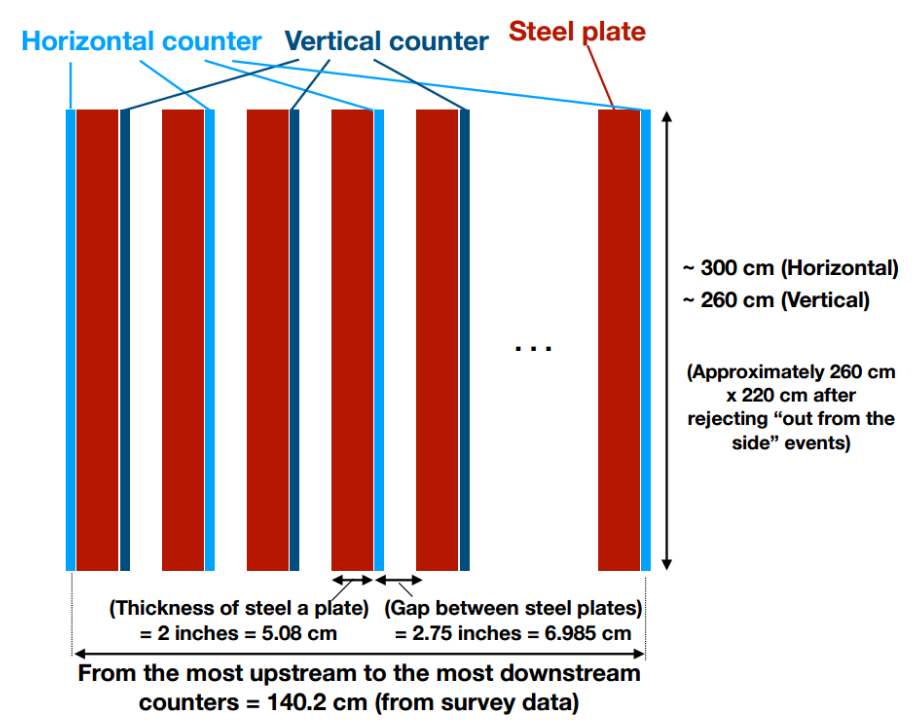 Horizontal counter Vertical counter Steel plate
~ 300 cm (Horizontal)
~ 260 cm (Vertical)
. . .
(Approximately 260 cm
x 220 cm after
rejecting “out from the
side” events)
(Thickness of steel a plate) (Gap between steel plates)
= 2 inches = 5.08 cm = 2.75 inches = 6.985 cm
From the most upstream to the most downstream
counters = 140.2 cm (from survey data)